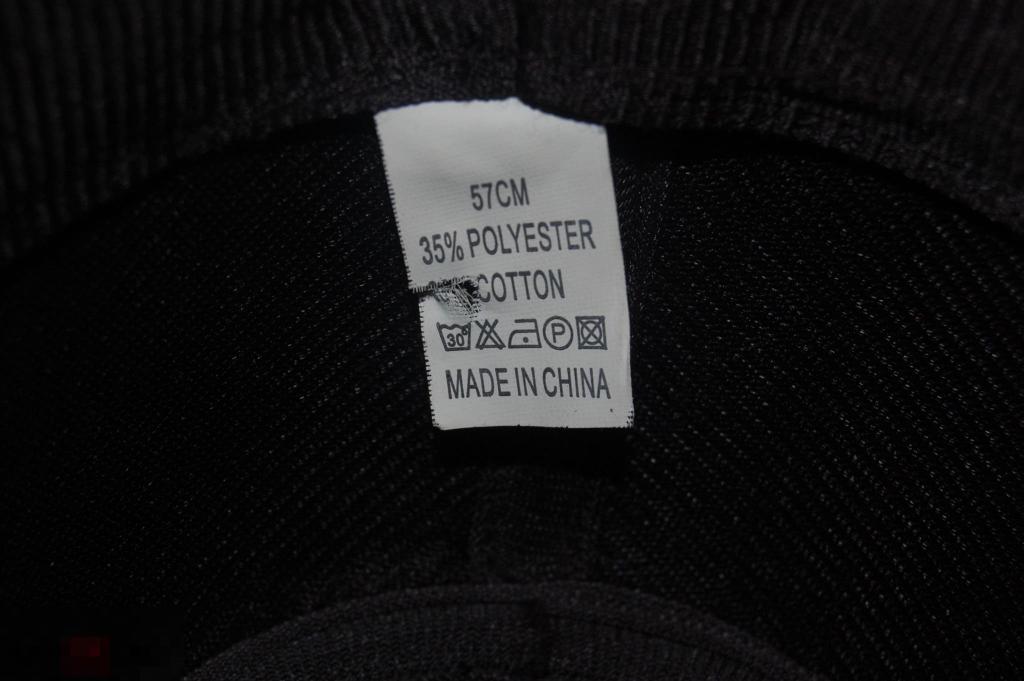 57CM
35% POLYESTER
COTTON
30°
P
MADE IN CHINA